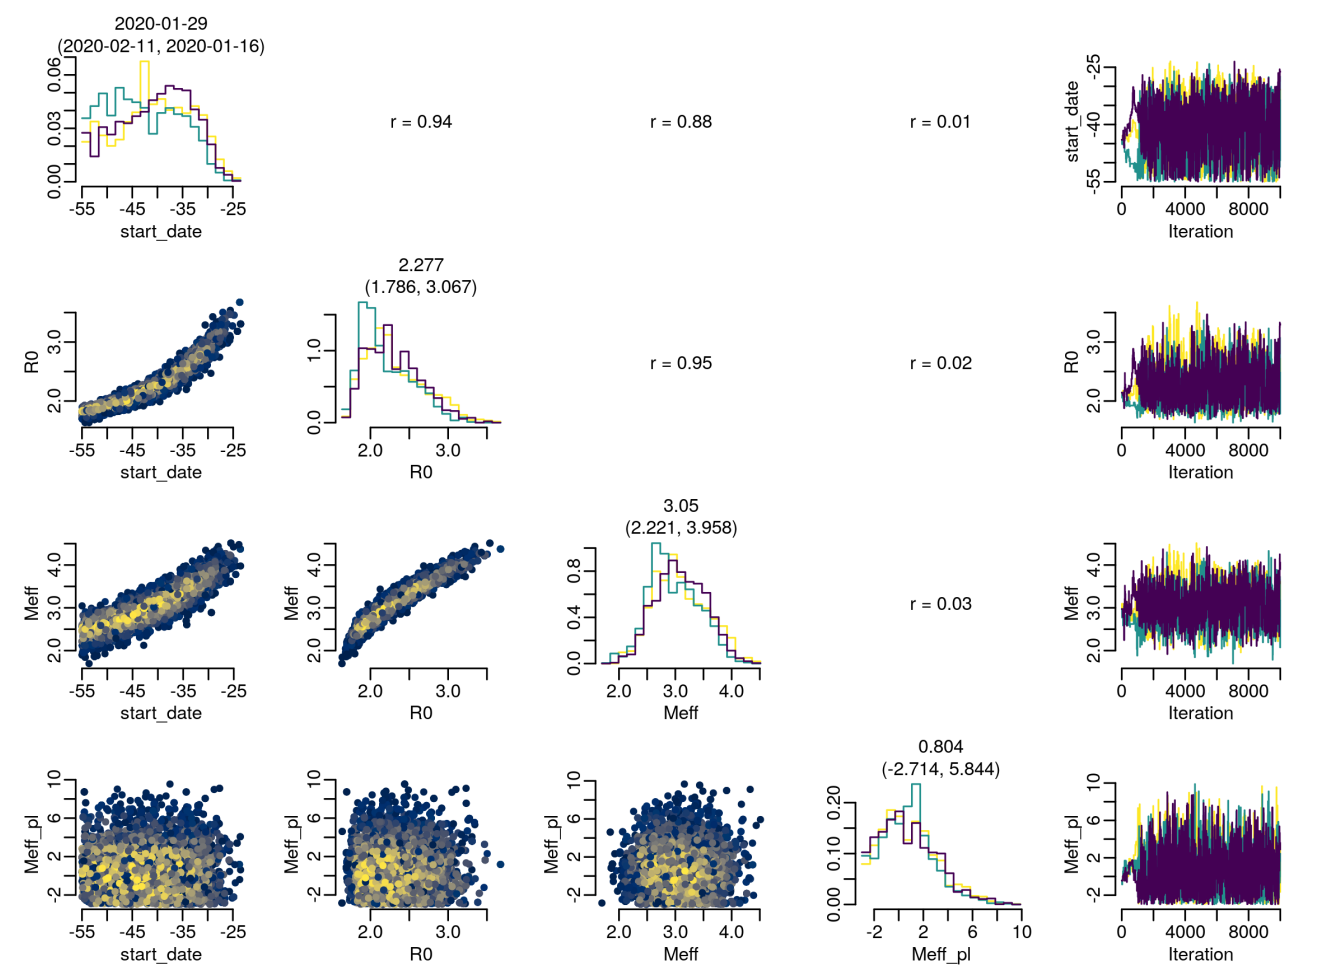 2020-01-29
(2020-02-11, 2020-01-16)
0.00 0.03 0.06
-55 -45 -35 -25
start_date
r = 0.94
r = 0.88
r = 0.01
start_date
-55 -40 -25
0 4000 8000
Iteration
R0
2.0 3.0
-55 -45 -35 -25
start_date
2.277
(1.786, 3.067)
0.0 1.0
2.0 3.0
R0
r = 0.95
r = 0.02
R0
2.0 3.0
0 4000 8000
Iteration
Meff
2.0 3.0 4.0
-55 -45 -35 -25
start_date
Meff
2.0 3.0 4.0
2.0 3.0
R0
3.05
(2.221, 3.958)
0.0 0.4 0.8
2.0 3.0 4.0
Meff
r = 0.03
Meff
2.0 3.0 4.0
0 4000 8000
Iteration
Meff_pl
-2 2 6 10
-55 -45 -35 -25
start_date
Meff_pl
-2 2 6 10
2.0 3.0
R0
Meff_pl
-2 2 6 10
2.0 3.0 4.0
Meff
0.804
(-2.714, 5.844)
0.00 0.10 0.20
-2 2 6 10
Meff_pl
Meff_pl
-2 2 6 10
0 4000 8000
Iteration